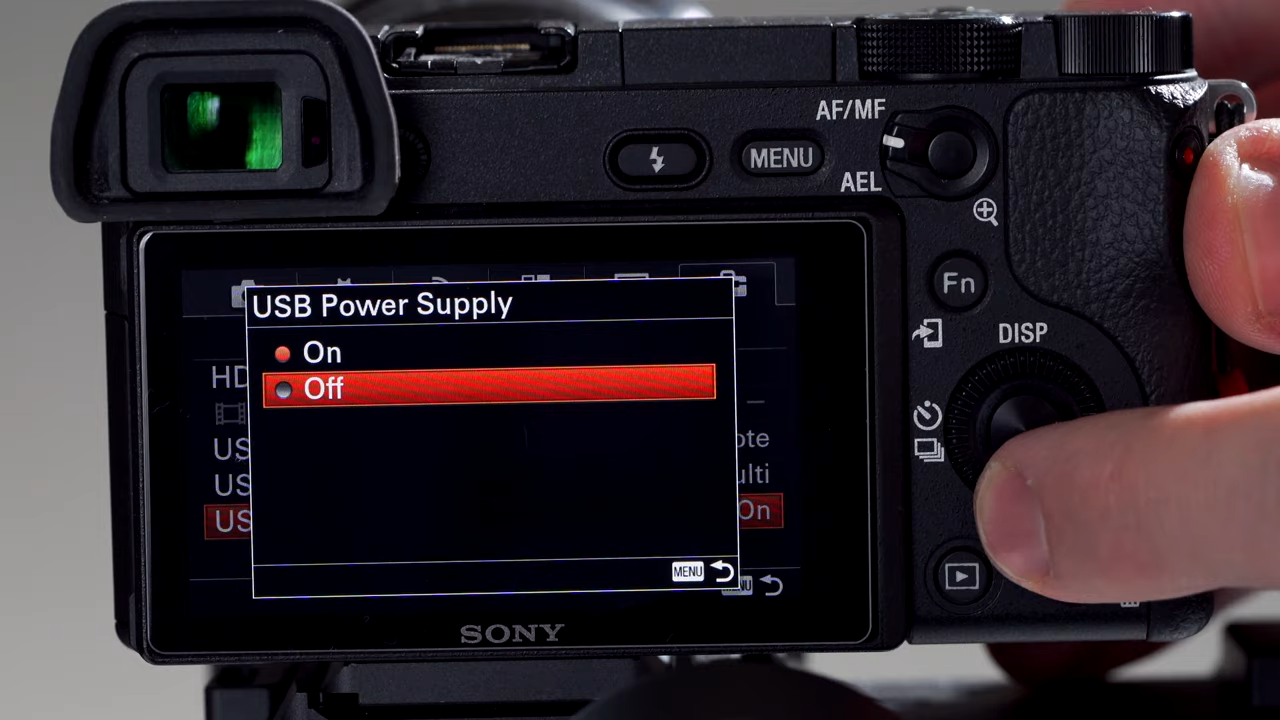 AF/MF
MENU
AEL
Fn
DISP
USB Power Supply
On
Off
HD
US
US
US
ote
ulti
On
MENU
SONY